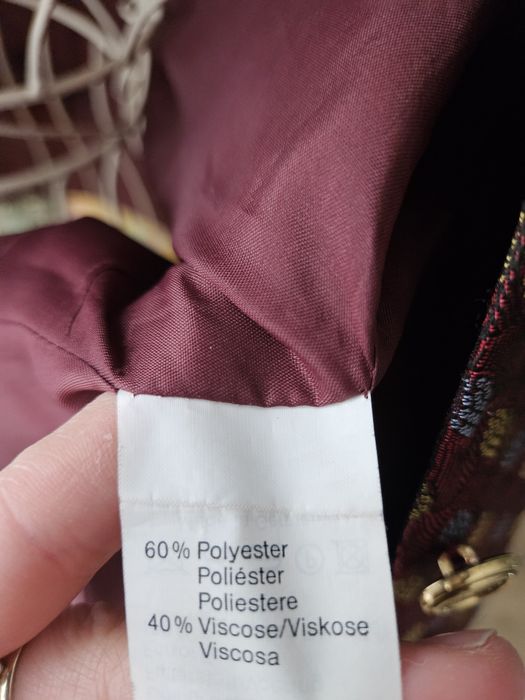 60% Polyester
Poliéster
Poliestere
40% Viscose/Viskose
Viscosa